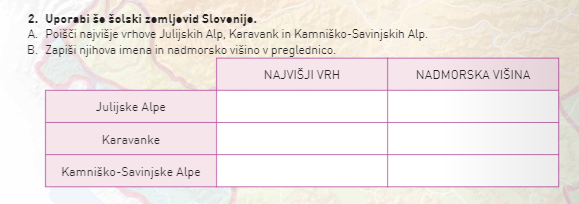 2. Uporabi še šolski zemljevid Slovenije.
A. Poišči najvišje vrhove Julijskih Alp, Karavank in Kamniško-Savinjskih Alp.
B. Zapiši njihova imena in nadmorsko višino v preglednico.
NAJVIŠJI VRH NADMORSKA VIŠINA
Julijske Alpe
Karavanke
Kamniško-Savinjske Alpe